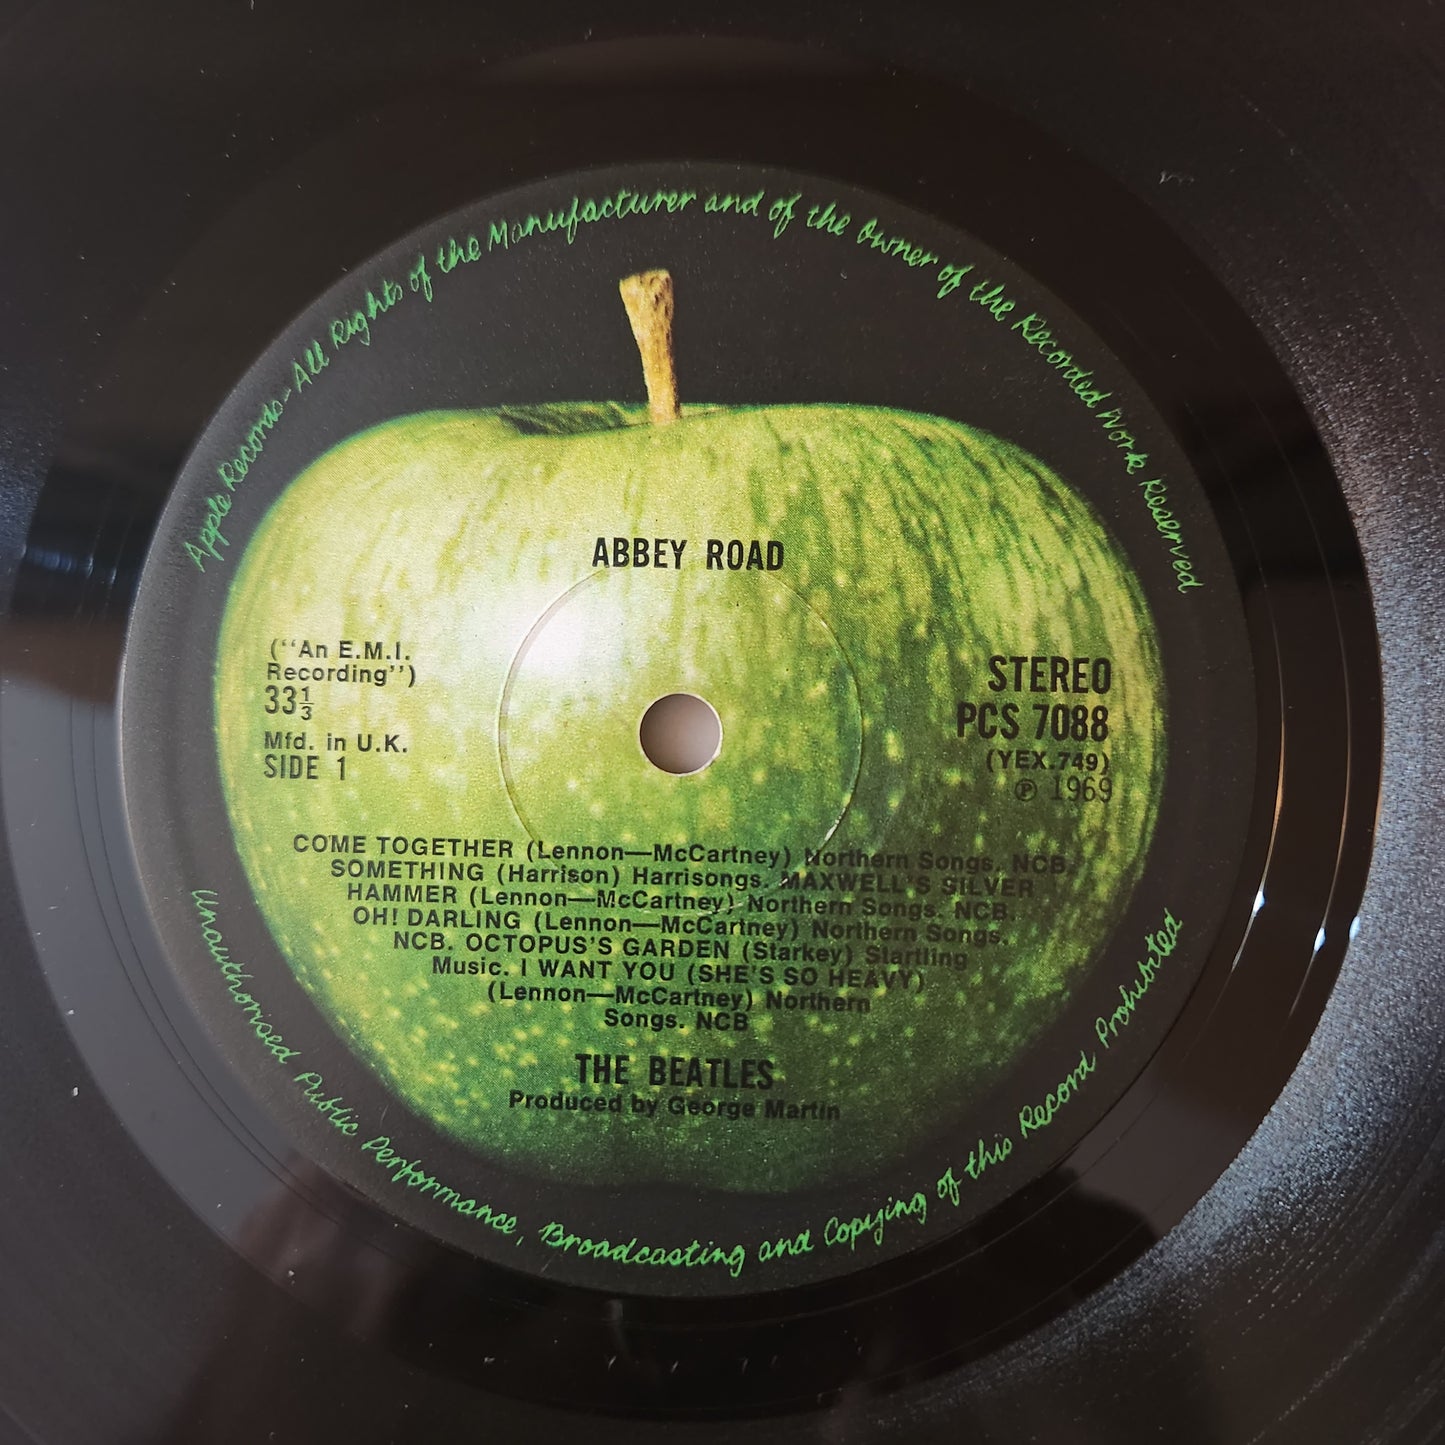 Apple Records - All Rights of the Manufacturer and of the Owner of the Recorded Work Reserved
ABBEY ROAD
(“An E.M.I.
Recording”)
33⅓
Mfd. in U.K.
SIDE 1
STEREO
PCS 7088
(YEX.749)
℗ 1969
COME TOGETHER (Lennon—McCartney) Northern Songs. NCB.
SOMETHING (Harrison) Harrisongs. MAXWELL'S SILVER
HAMMER (Lennon—McCartney) Northern Songs. NCB.
OH! DARLING (Lennon—McCartney) Northern Songs.
NCB. OCTOPUS'S GARDEN (Starkey) Startling
Music. I WANT YOU (SHE'S SO HEAVY)
(Lennon—McCartney) Northern
Songs. NCB
THE BEATLES
Produced by George Martin
Unauthorised Public Performance, Broadcasting and Copying of this Record Prohibited